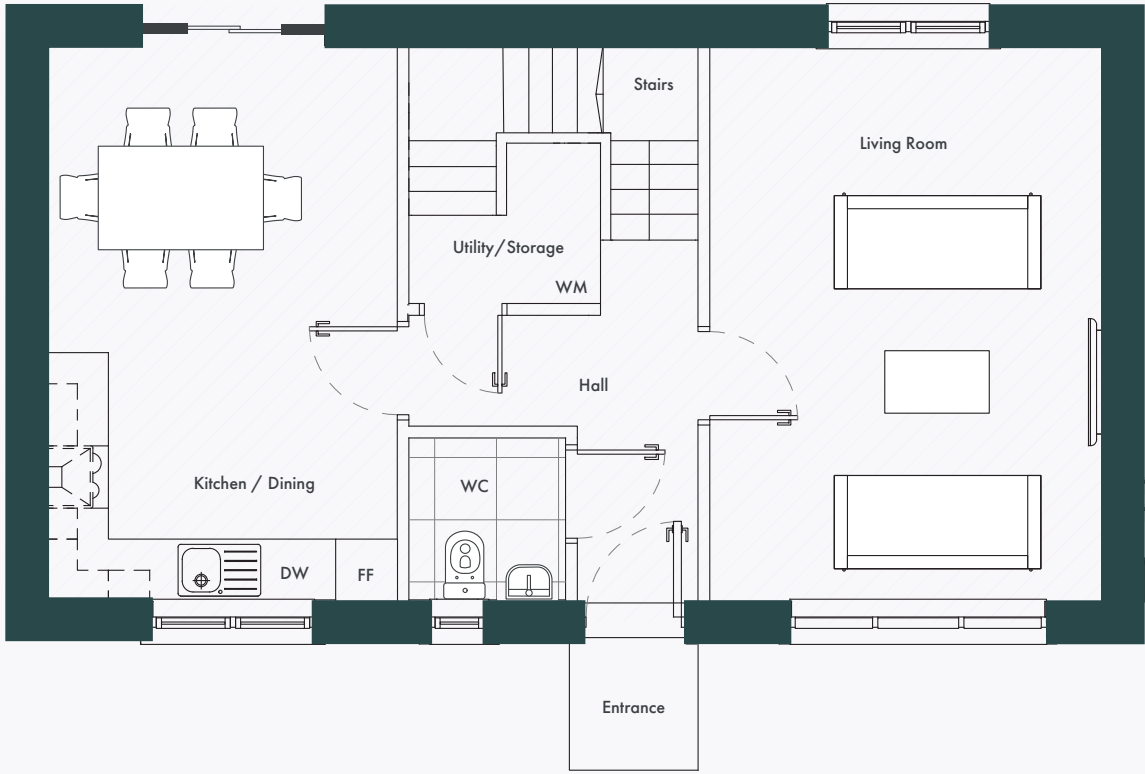 Stairs
Living Room
Utility/Storage
WM
Hall
Kitchen / Dining
WC
DW
FF
Entrance